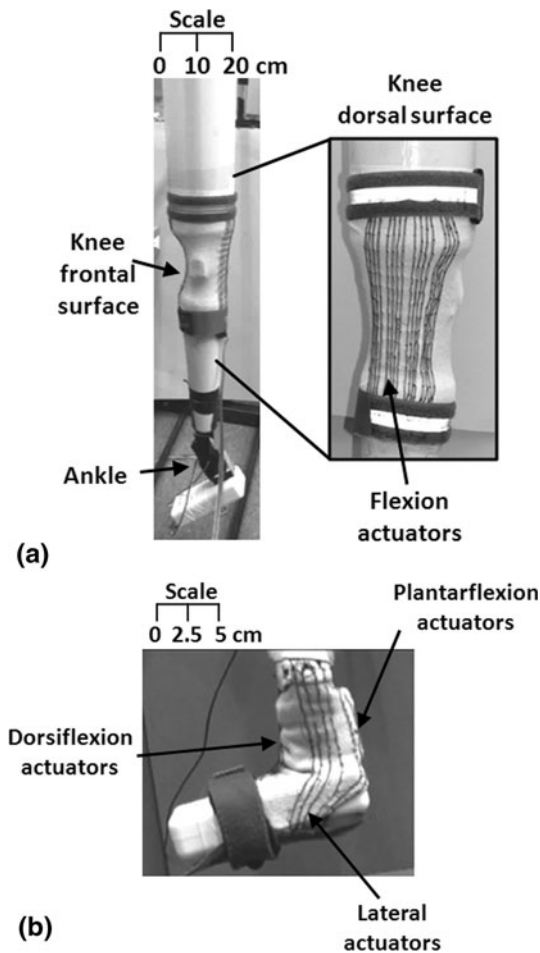 Scale
0 10 20 cm
Knee
dorsal surface
Knee
frontal
surface
Ankle
Flexion
actuators
(a)
Scale
0 2.5 5 cm
Plantarflexion
actuators
Dorsiflexion
actuators
Lateral
actuators
(b)